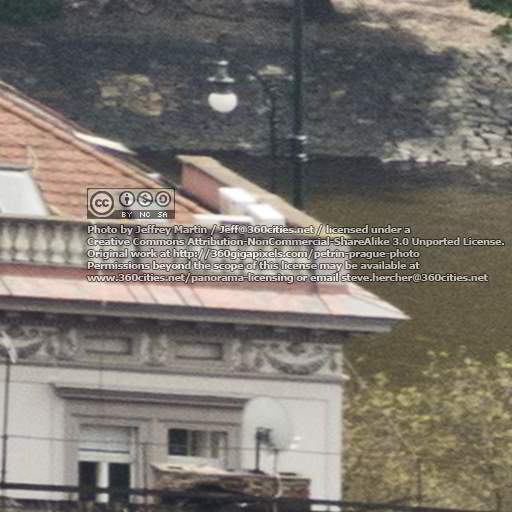 cc BY NC SA
Photo by Jeffrey Martin / Jeff@360cities.net / licensed under a
Creative Commons Attribution-NonCommercial-ShareAlike 3.0 Unported License.
Original work at http://360gigapixels.com/petrin-prague-photo
Permissions beyond the scope of this license may be available at
www.360cities.net/panorama-licensing or email steve.hercher@360cities.net